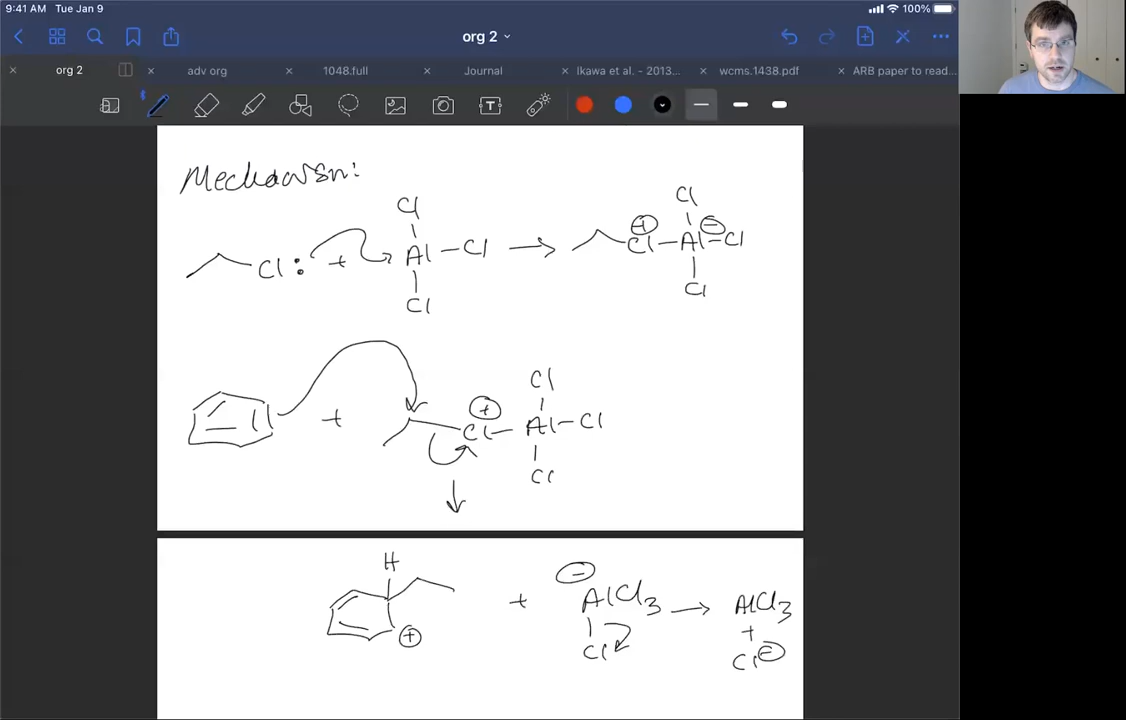 9:41 AM Tue Jan 9
100%
org 2
org 2
adv org
1048.full
Journal
Ikawa et al. - 2013...
wcms.1438.pdf
ARB paper to read...
T
Mechanism:
Cl
Cl: + Al - Cl → Cl⊕ - Al⊖ - Cl
Cl
Cl
Cl
Cl
+ Cl⊕ - Al - Cl
Cl
↓
H
⊕ + ⊖AlCl3 → AlCl3
Cl
+
Cl⊖